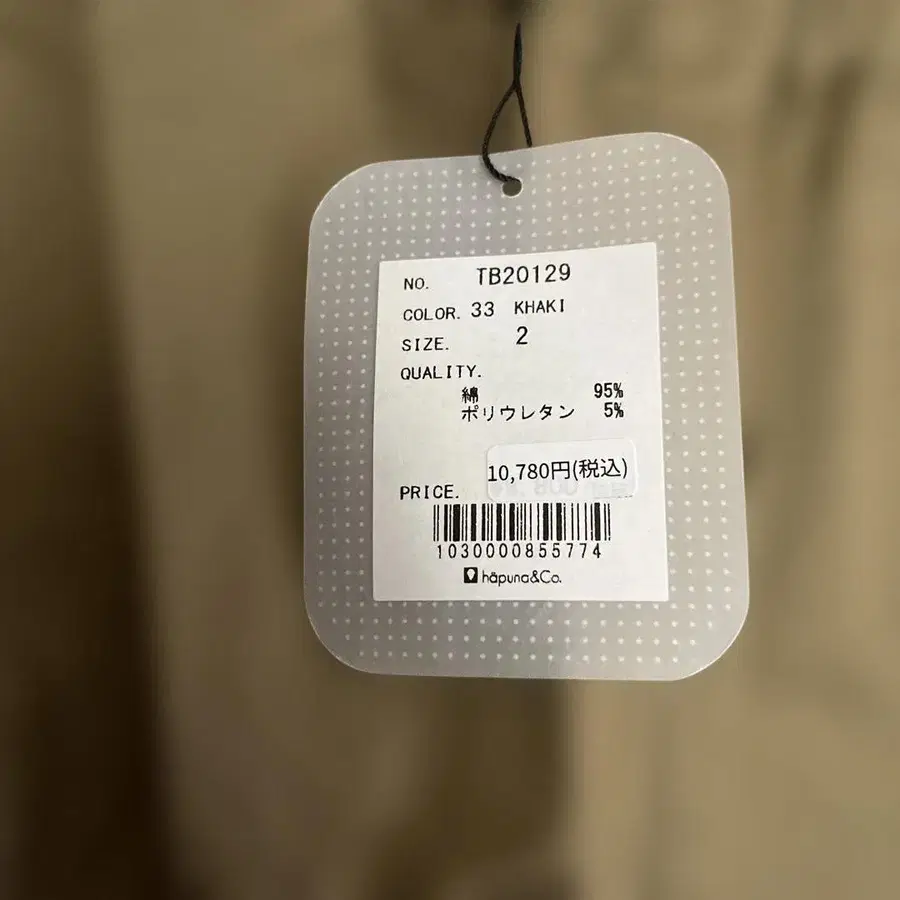 NO. TB20129
COLOR. 33 KHAKI
SIZE. 2
QUALITY.
綿 95%
ポリウレタン 5%
10,780円(税込)
PRICE.
1030000855774
häpuna&Co.